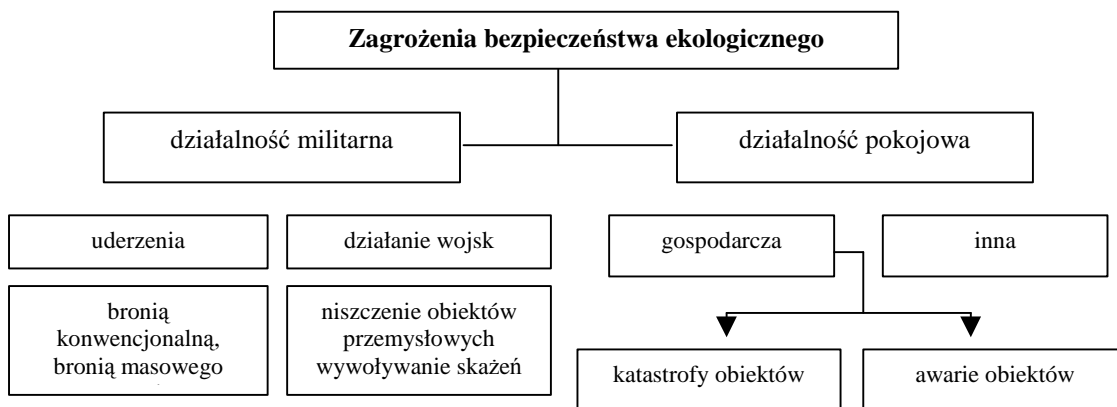 Zagrożenia bezpieczeństwa ekologicznego
działalność militarna
działalność pokojowa
uderzenia
działanie wojsk
gospodarcza
inna
bronią
konwencjonalną,
bronią masowego
niszczenie obiektów
przemysłowych
wywoływanie skażeń
katastrofy obiektów
awarie obiektów